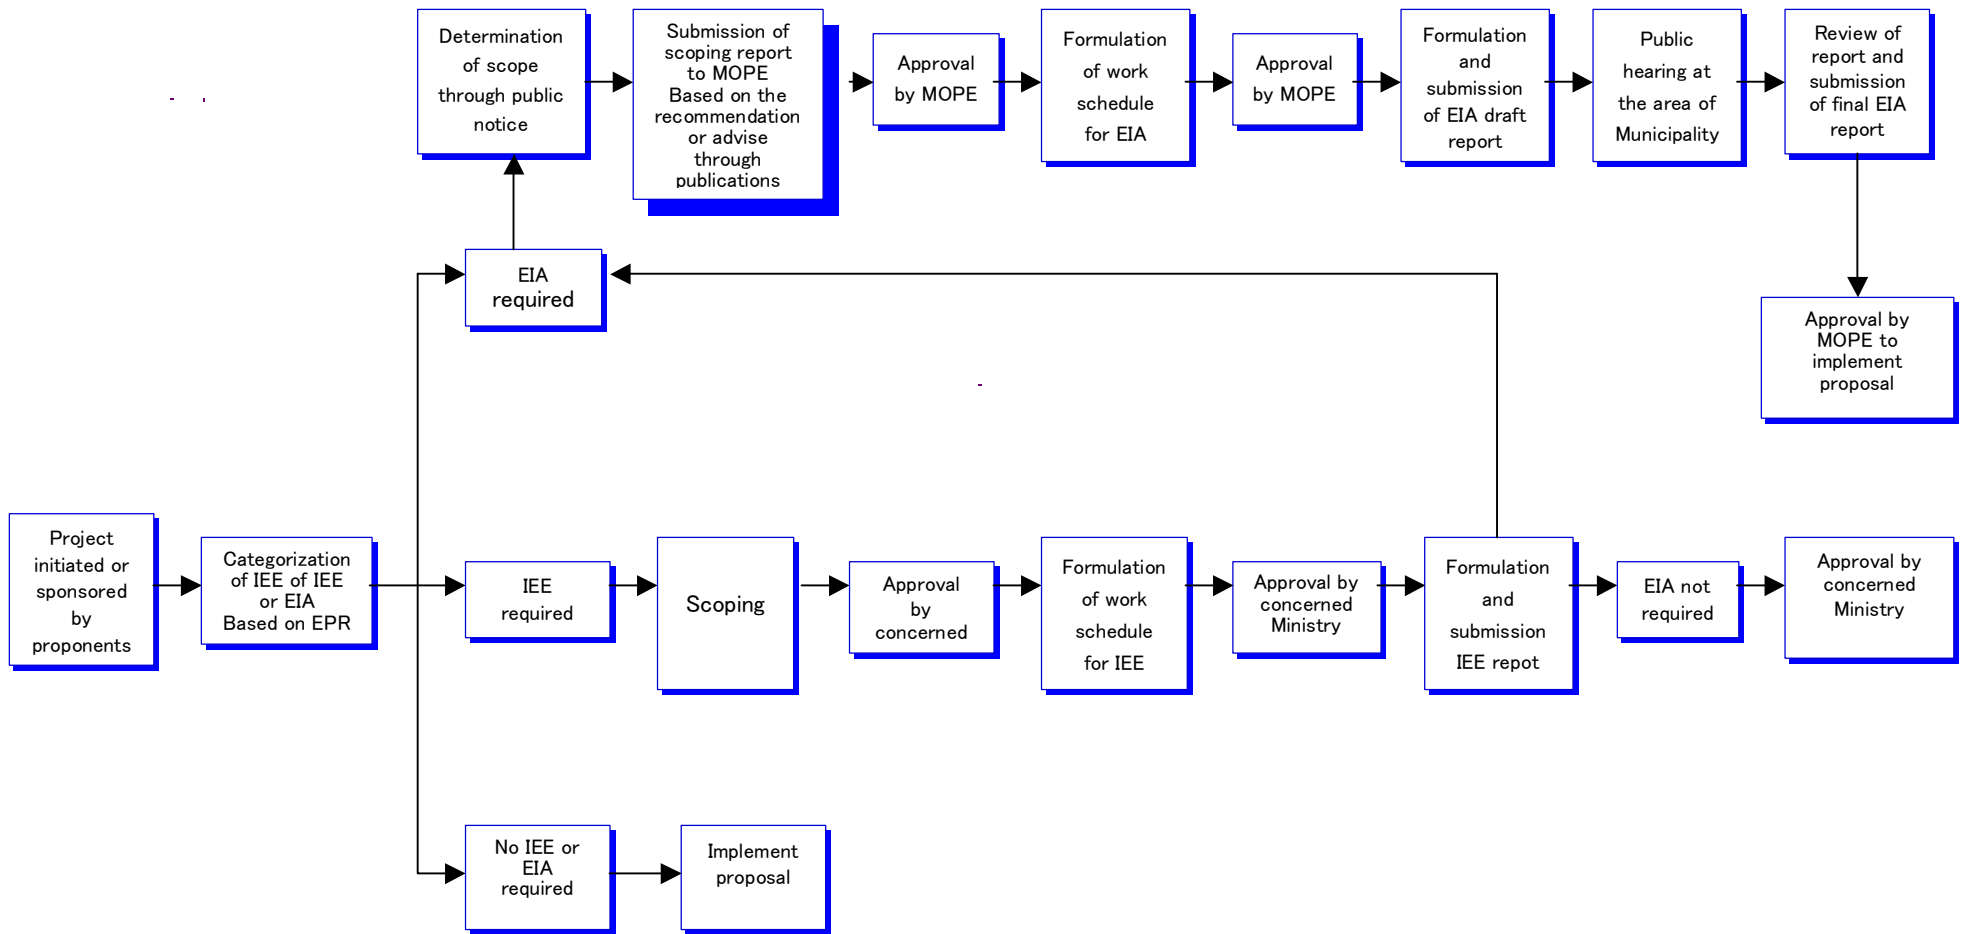 Determination
of scope
through public
notice
Submission of
scoping report
to MOPE
Based on the
recommendation
or advise
through
publications
Approval
by MOPE
Formulation
of work
schedule
for EIA
Approval
by MOPE
Formulation
and
submission
of EIA draft
report
Public
hearing at
the area of
Municipality
Review of
report and
submission
of final EIA
report
EIA
required
Approval by
MOPE to
implement
proposal
Project
initiated or
sponsored
by
proponents
Categorization
of IEE of IEE
or EIA
Based on EPR
IEE
required
Scoping
Approval
by
concerned
Formulation
of work
schedule
for IEE
Approval by
concerned
Ministry
Formulation
and
submission
IEE repot
EIA not
required
Approval by
concerned
Ministry
No IEE or
EIA
required
Implement
proposal